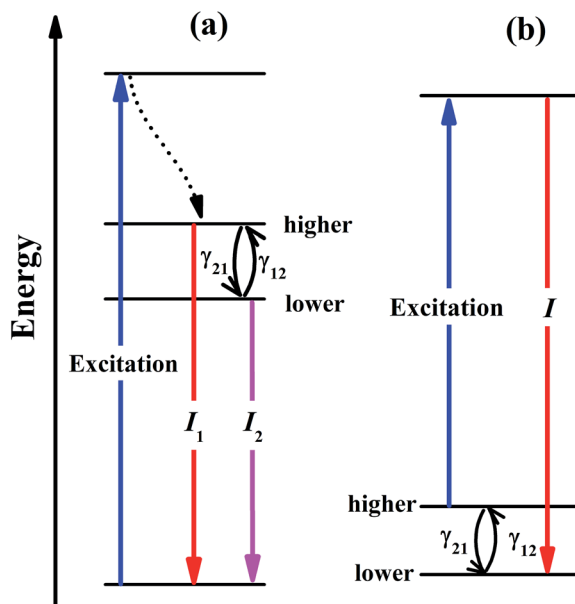 (a)
(b)
Energy
higher
γ21
γ12
lower
Excitation
I1
I2
Excitation
I
higher
γ21
γ12
lower